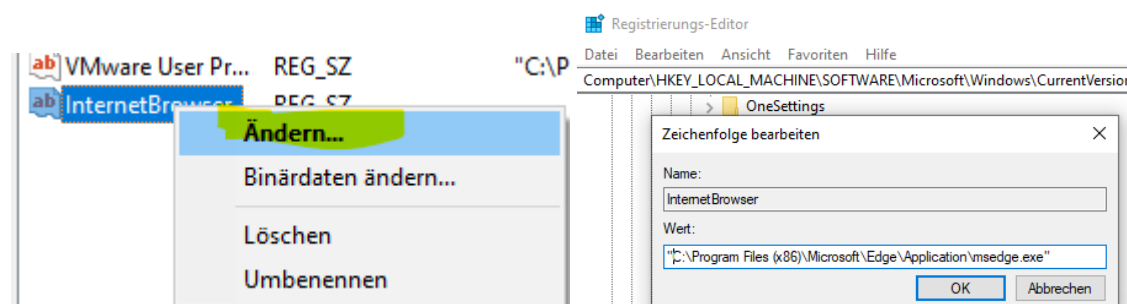 VMware User Pr... REG_SZ "C:\P
InternetBrowser REG_SZ
Ändern...
Binärdaten ändern...
Löschen
Umbenennen
Registrierungs-Editor
Datei Bearbeiten Ansicht Favoriten Hilfe
Computer\HKEY_LOCAL_MACHINE\SOFTWARE\Microsoft\Windows\CurrentVersion
OneSettings
Zeichenfolge bearbeiten
Name:
InternetBrowser
Wert:
"C:\Program Files (x86)\Microsoft\Edge\Application\msedge.exe"
OK Abbrechen